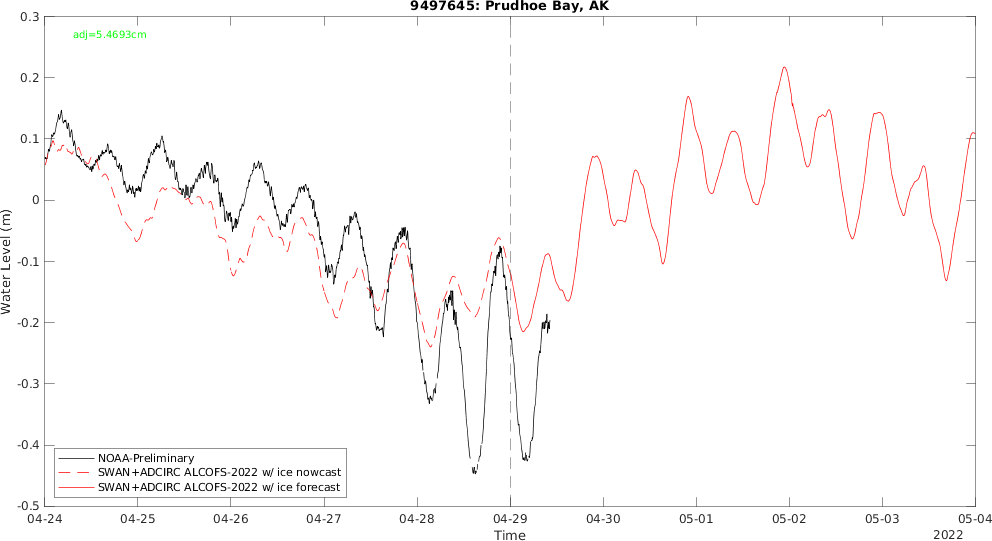 9497645: Prudhoe Bay, AK
adj=5.4693cm
0.3
0.2
0.1
0
-0.1
-0.2
-0.3
-0.4
-0.5
Water Level (m)
NOAA-Preliminary
SWAN+ADCIRC ALCOFS-2022 w/ ice nowcast
SWAN+ADCIRC ALCOFS-2022 w/ ice forecast
04-24 04-25 04-26 04-27 04-28 04-29 04-30 05-01 05-02 05-03 05-04
Time
2022